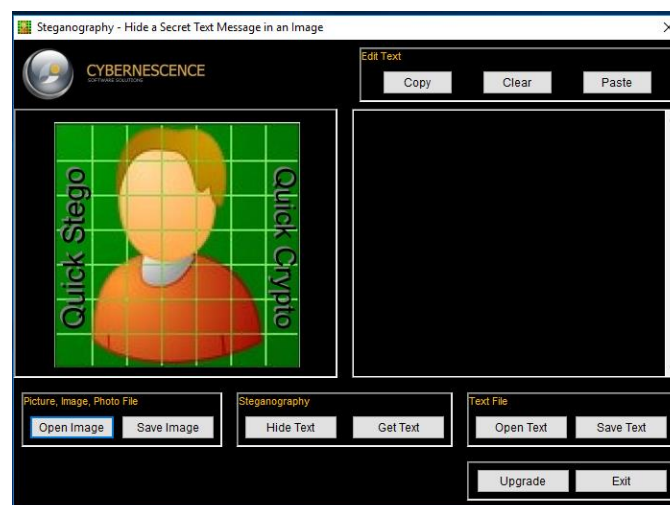 Steganography - Hide a Secret Text Message in an Image
CYBERNESCENCE
SOFTWARE SOLUTIONS
Edit Text
Copy
Clear
Paste
Quick Stego
Quick Crypto
Picture, Image, Photo File
Open Image
Save Image
Steganography
Hide Text
Get Text
Text File
Open Text
Save Text
Upgrade
Exit